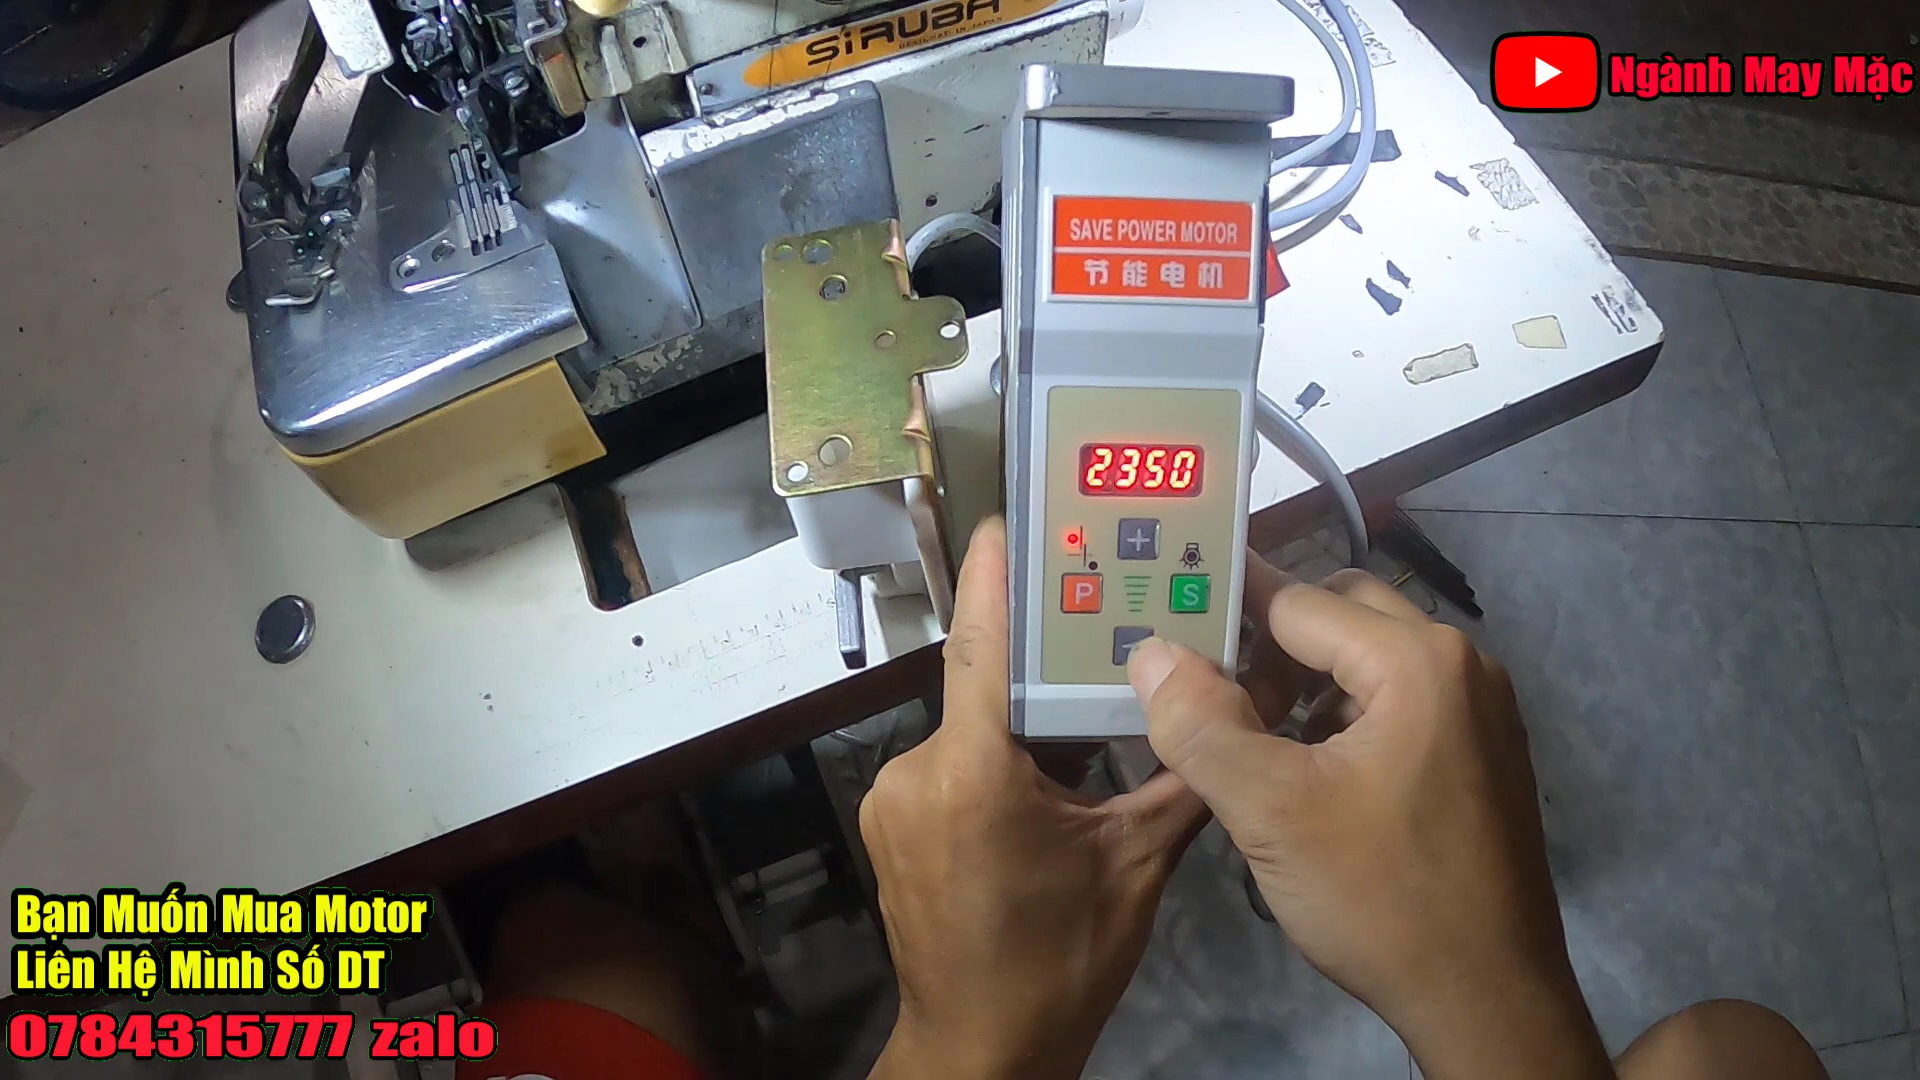 SiRUBA
Ngành May Mặc
SAVE POWER MOTOR
节能电机
2350
+
P
S
-
Bạn Muốn Mua Motor
Liên Hệ Mình Số DT
0784315777 zalo